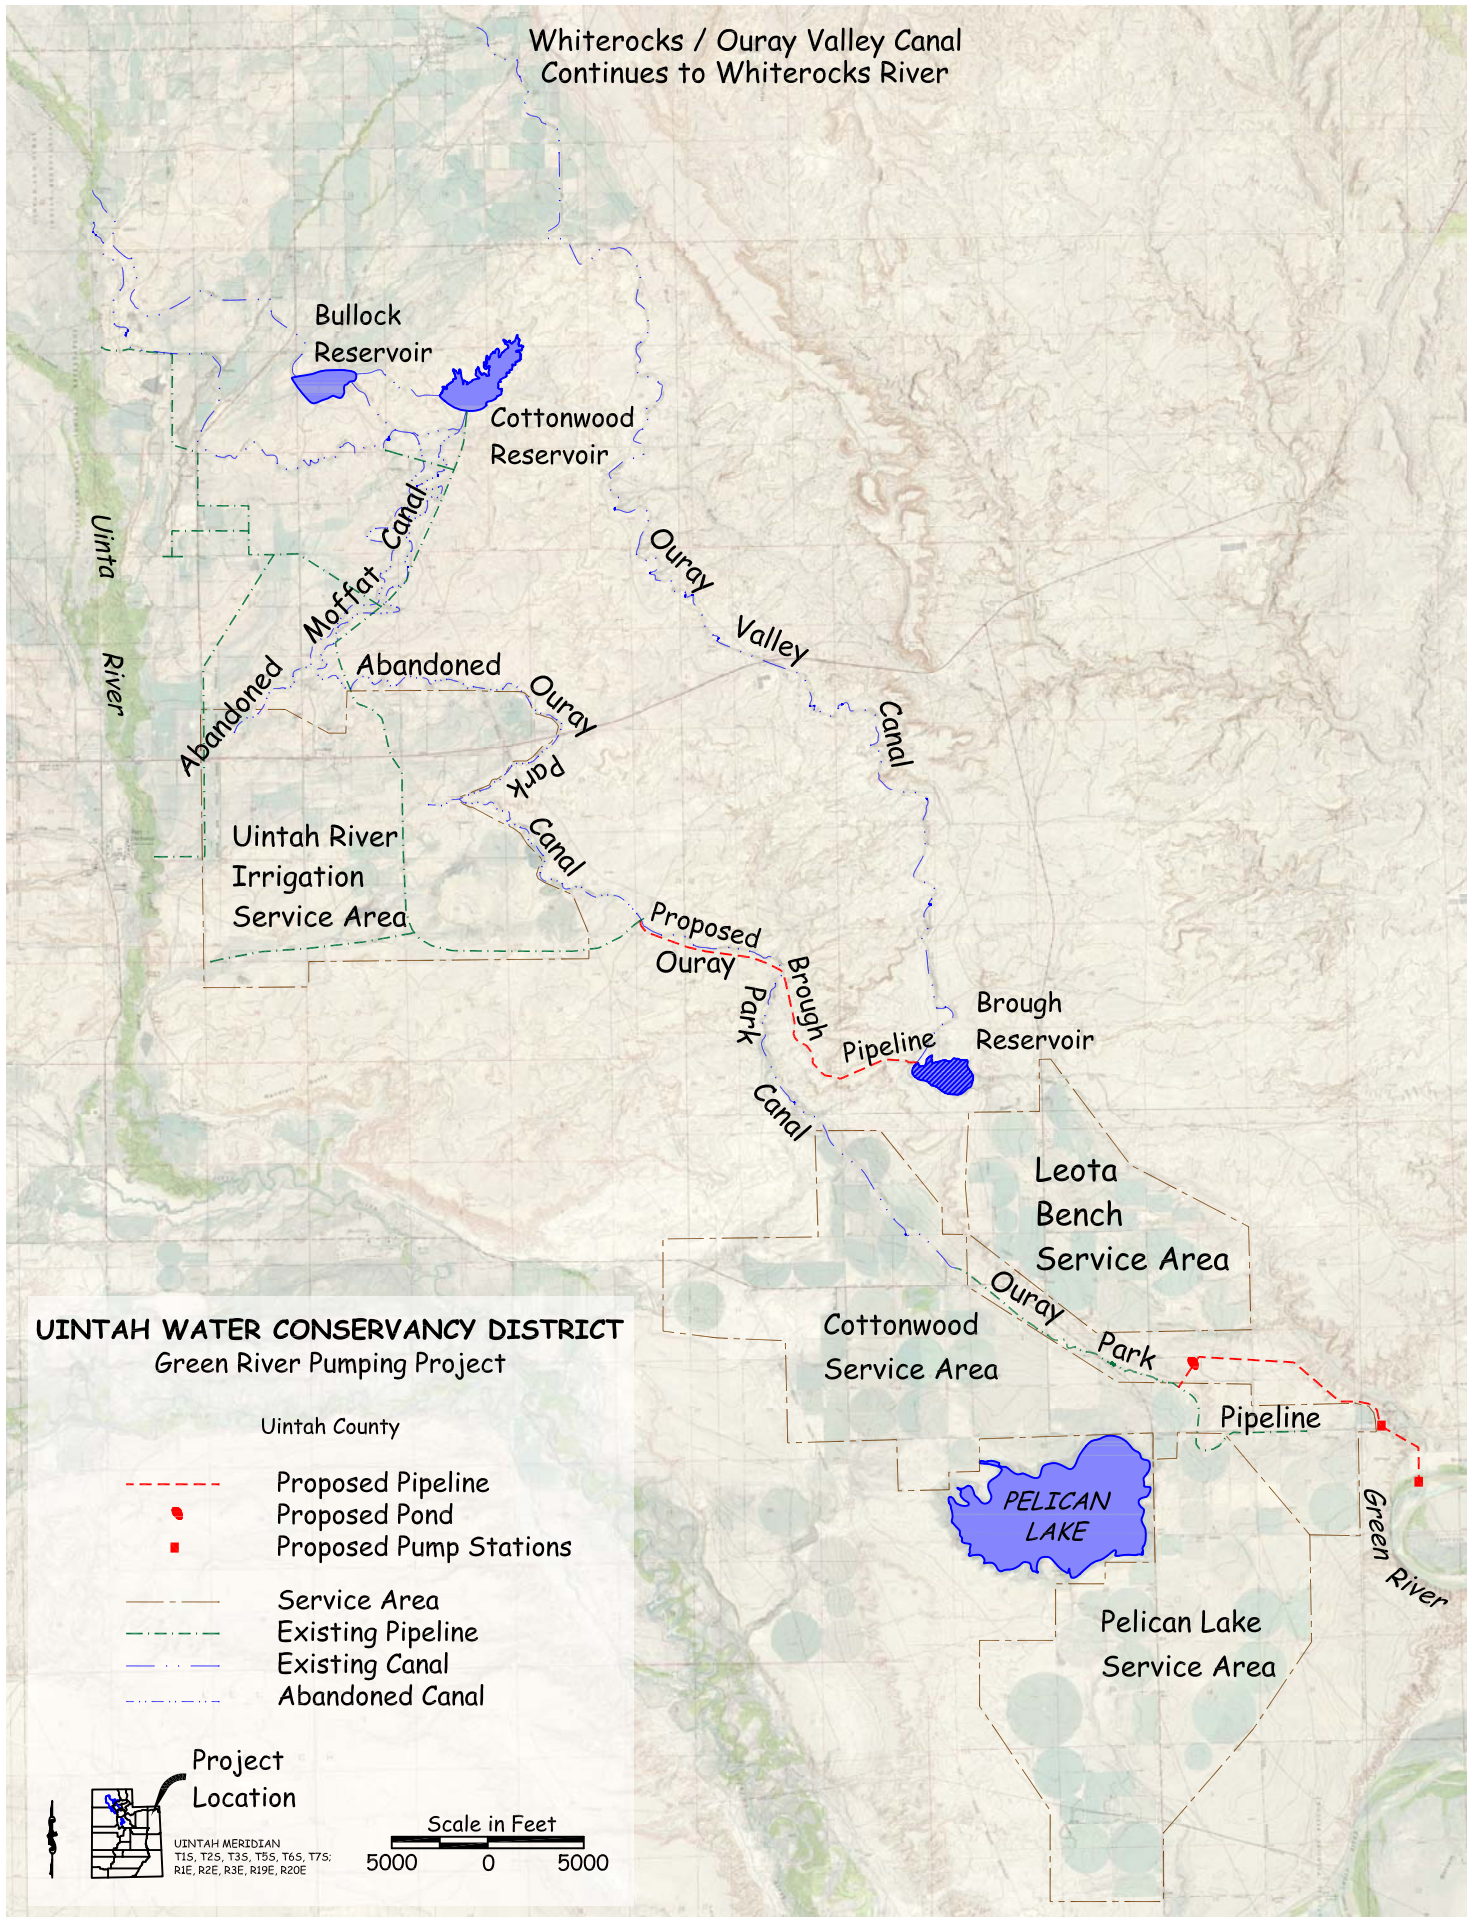 Whiterocks / Ouray Valley Canal
Continues to Whiterocks River
Bullock
Reservoir
Cottonwood
Reservoir
Uinta
River
Abandoned
Moffat
Canal
Abandoned
Ouray
Park
Canal
Ouray
Valley
Canal
Uintah River
Irrigation
Service Area
Proposed
Ouray
Brough
Park
Pipeline
Canal
Brough
Reservoir
Leota
Bench
Service Area
Ouray
Park
Pipeline
Cottonwood
Service Area
PELICAN
LAKE
Green
River
Pelican Lake
Service Area
UINTAH WATER CONSERVANCY DISTRICT
Green River Pumping Project
Uintah County
Proposed Pipeline
Proposed Pond
Proposed Pump Stations
Service Area
Existing Pipeline
Existing Canal
Abandoned Canal
Project
Location
UINTAH MERIDIAN
T1S, T2S, T3S, T5S, T6S, T7S;
R1E, R2E, R3E, R19E, R20E
Scale in Feet
5000 0 5000